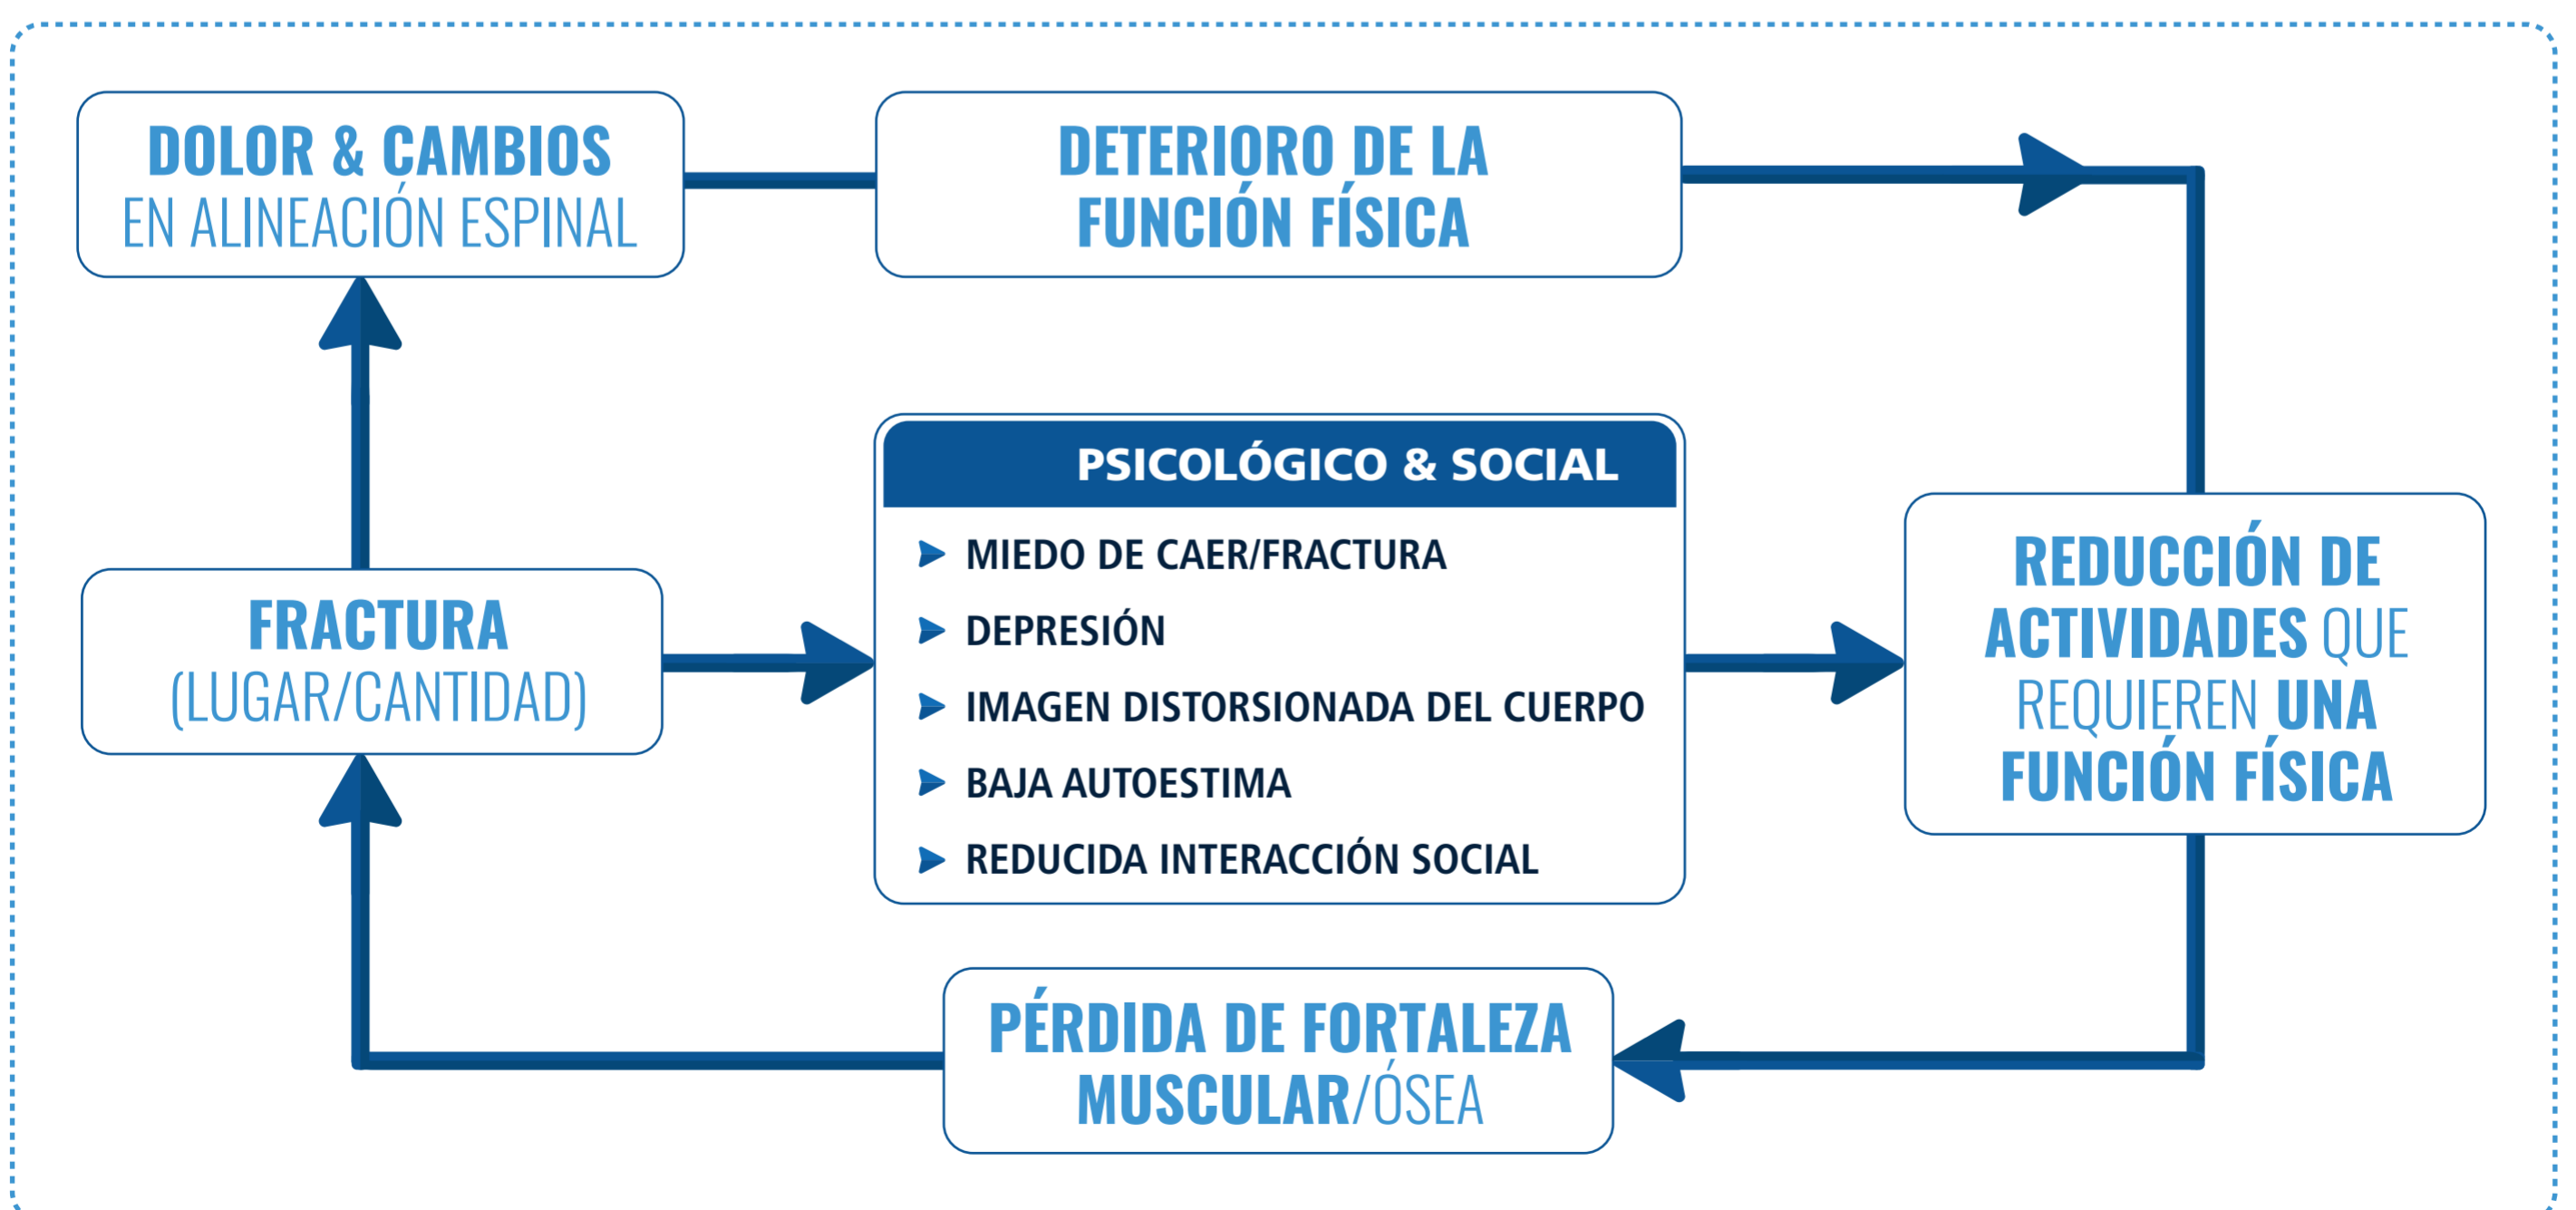 DOLOR & CAMBIOS
EN ALINEACIÓN ESPINAL
DETERIORO DE LA
FUNCIÓN FÍSICA
FRACTURA
(LUGAR/CANTIDAD)
PSICOLÓGICO & SOCIAL
MIEDO DE CAER/FRACTURA
DEPRESIÓN
IMAGEN DISTORSIONADA DEL CUERPO
BAJA AUTOESTIMA
REDUCIDA INTERACCIÓN SOCIAL
REDUCCIÓN DE
ACTIVIDADES QUE
REQUIEREN UNA
FUNCIÓN FÍSICA
PÉRDIDA DE FORTALEZA
MUSCULAR/ÓSEA